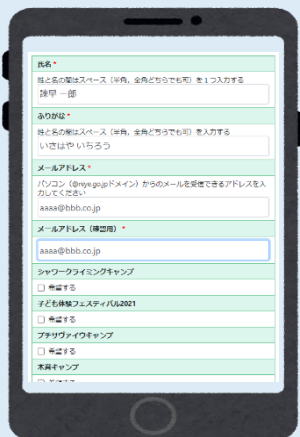 氏名 *
姓と名の間はスペース（半角，全角どちらでも可）を１つ入力する
諫早 一郎
ふりがな *
姓と名の間はスペース（半角，全角どちらでも可）を入力する
いさはや いちろう
メールアドレス *
パソコン（@niye.go.jpドメイン）からのメールを受信できるアドレスを入
力してください
aaaa@bbb.co.jp
メールアドレス（確認用） *
aaaa@bbb.co.jp
シャワークライミングキャンプ
希望する
子ども体験フェスティバル2021
希望する
プチサヴァイヴキャンプ
希望する
木育キャンプ
希望する